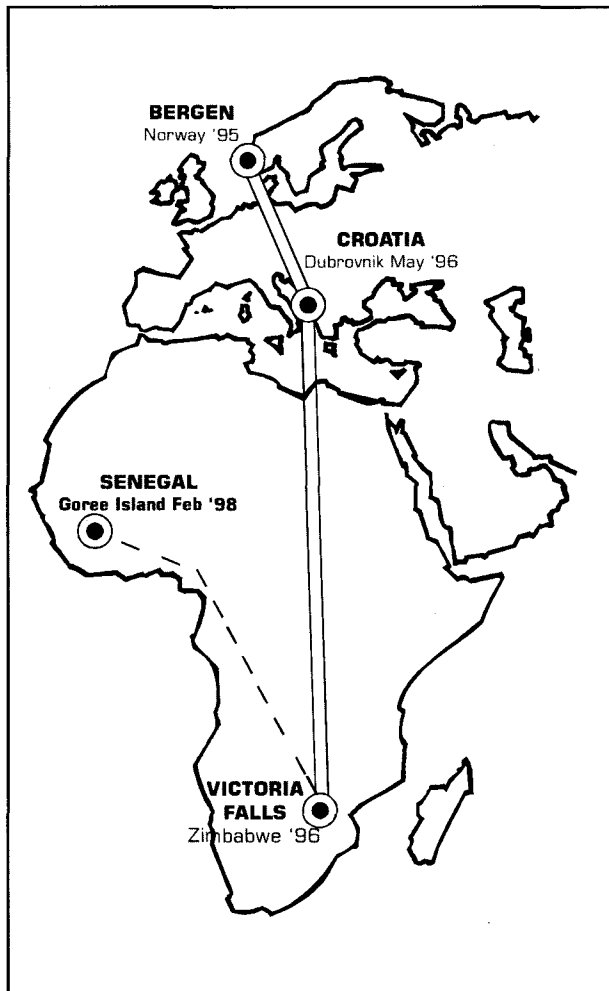 BERGEN
Norway '95
CROATIA
Dubrovnik May '96
SENEGAL
Goree Island Feb '98
VICTORIA
FALLS
Zimbabwe '96